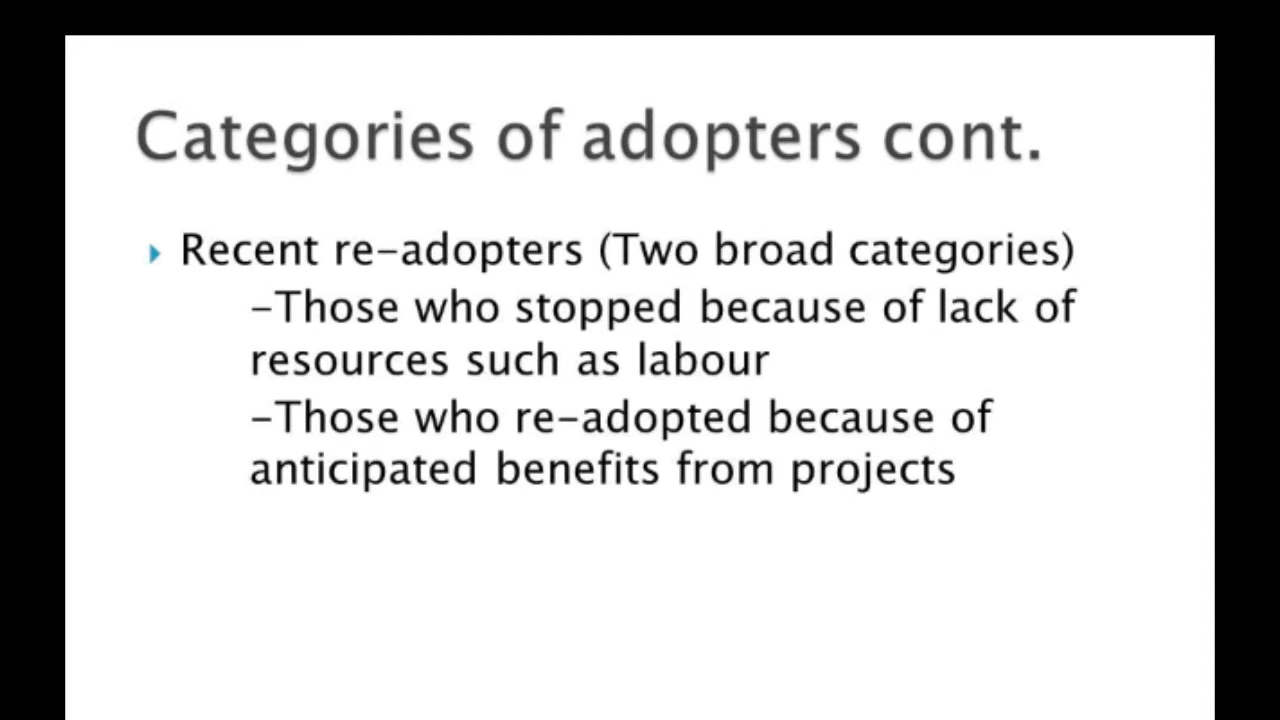 Categories of adopters cont.
Recent re-adopters (Two broad categories)
-Those who stopped because of lack of
resources such as labour
-Those who re-adopted because of
anticipated benefits from projects